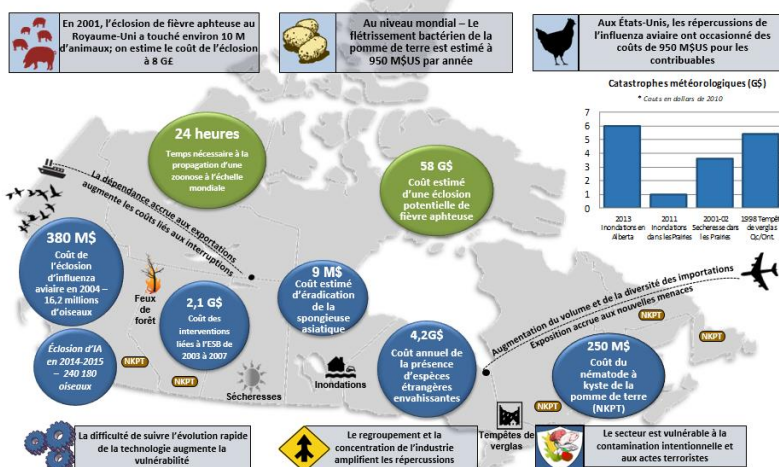 En 2001, l'éclosion de fièvre aphteuse au
Royaume-Uni a touché environ 10 M
d'animaux; on estime le coût de l'éclosion
à 8 G£
Au niveau mondial – Le
flétrissement bactérien de la
pomme de terre est estimé à
950 M$US par année
Aux États-Unis, les répercussions de
l'influenza aviaire ont occasionné des
coûts de 950 M$US pour les
contribuables
Catastrophes météorologiques (G$)
* Couts en dollars de 2010
7
6
5
4
3
2
1
0
2013
Inondations en
Alberta
2011
Inondations
dans les Praires
2001-02
Secheresse dans
les Praires
1998 Tempêt
de verglas
Qc/Ont.
24 heures
Temps nécessaire à la
propagation d'une
zoonose à l'échelle
mondiale
58 G$
Coût estimé
d'une éclosion
potentielle de
fièvre aphteuse
La dépendance accrue aux exportations
augmente les coûts liés aux interruptions
380 M$
Coût de
l'éclosion
d'influenza
aviaire en 2004 –
16,2 millions
d'oiseaux
Feux
de
forêt
2,1 G$
Coût des
interventions
liées à l'ESB de
2003 à 2007
9 M$
Coût estimé
d'éradication
de la
spongieuse
asiatique
Augmentation du volume et de la diversité des importations
Exposition accrue aux nouvelles menaces
Éclosion d'IA
en 2014-2015
– 240 180
oiseaux
NKPT
NKPT
Sécheresses
Inondations
4,2G$
Coût annuel de
la présence
d'espèces
étrangères
envahissantes
250 M$
Coût du
nématode à
kyste de la
pomme de terre
(NKPT)
NKPT
NKPT
NKPT
Tempêtes de
verglas
La difficulté de suivre l'évolution rapide
de la technologie augmente la
vulnérabilité
Le regroupement et la
concentration de l'industrie
amplifient les répercussions
Le secteur est vulnérable à la
contamination intentionnelle et
aux actes terroristes